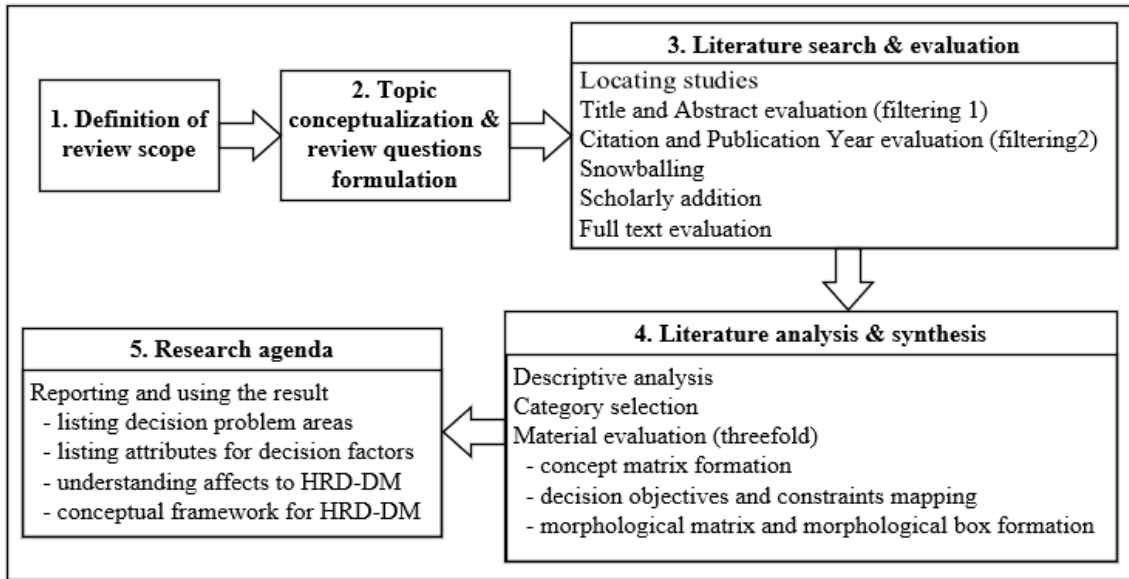 1. Definition of
review scope
2. Topic
conceptualization &
review questions
formulation
3. Literature search & evaluation
Locating studies
Title and Abstract evaluation (filtering 1)
Citation and Publication Year evaluation (filtering2)
Snowballing
Scholarly addition
Full text evaluation
4. Literature analysis & synthesis
Descriptive analysis
Category selection
Material evaluation (threefold)
- concept matrix formation
- decision objectives and constraints mapping
- morphological matrix and morphological box formation
5. Research agenda
Reporting and using the result
- listing decision problem areas
- listing attributes for decision factors
- understanding affects to HRD-DM
- conceptual framework for HRD-DM